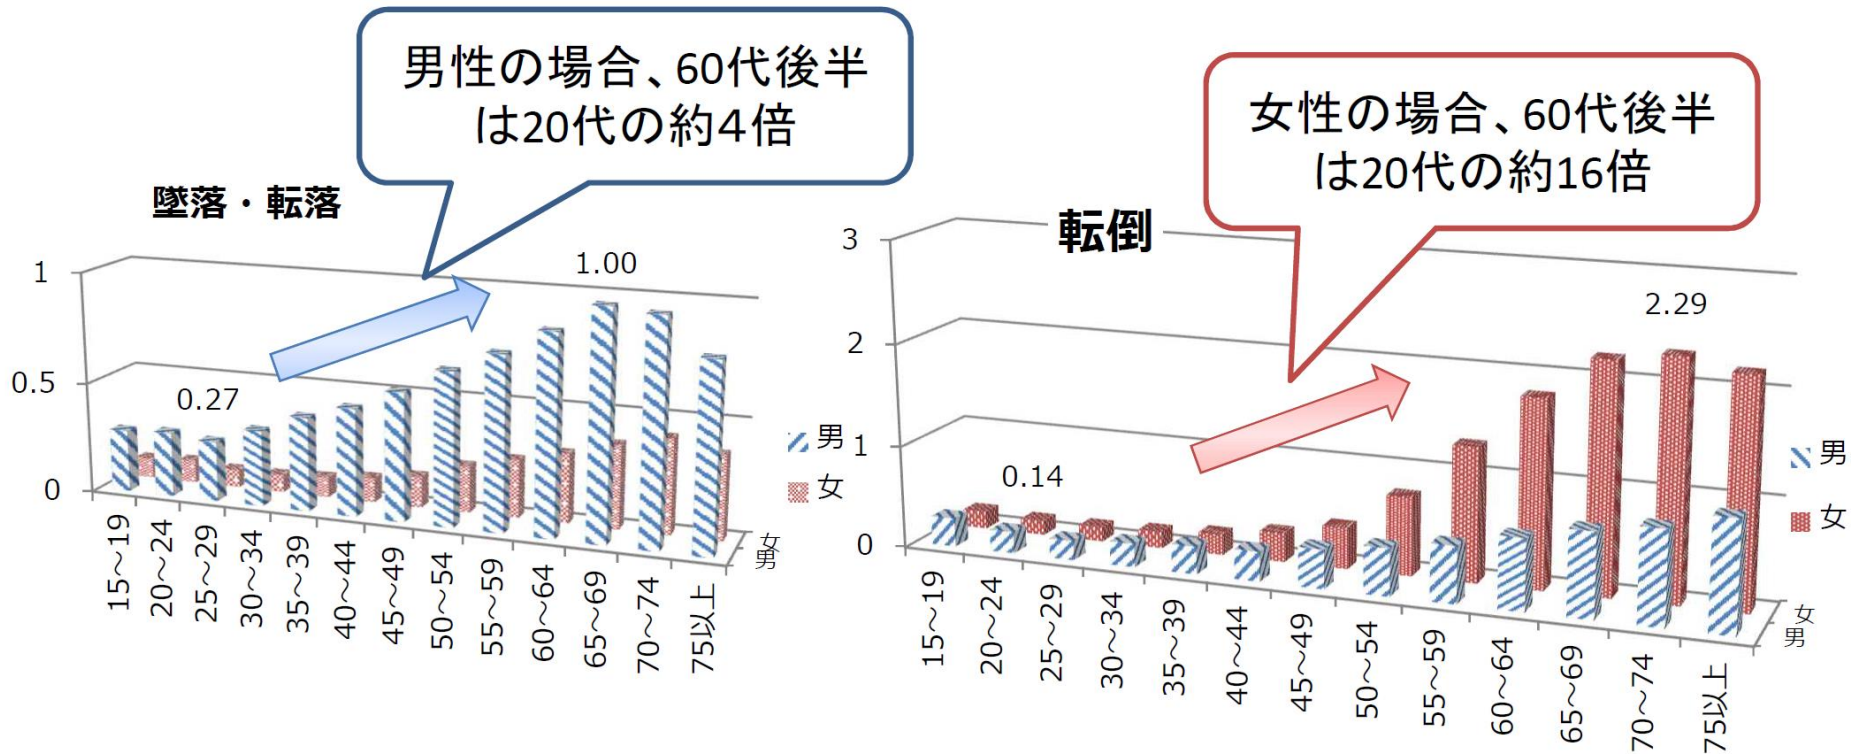 男性の場合、60代後半
は20代の約４倍
墜落・転落
1
0.5
0
0.27
1.00
男
女
15～19
20～24
25～29
30～34
35～39
40～44
45～49
50～54
55～59
60～64
65～69
70～74
75以上
女
男
女性の場合、60代後半
は20代の約16倍
転倒
3
2
1
0
0.14
2.29
男
女
15～19
20～24
25～29
30～34
35～39
40～44
45～49
50～54
55～59
60～64
65～69
70～74
75以上
女
男